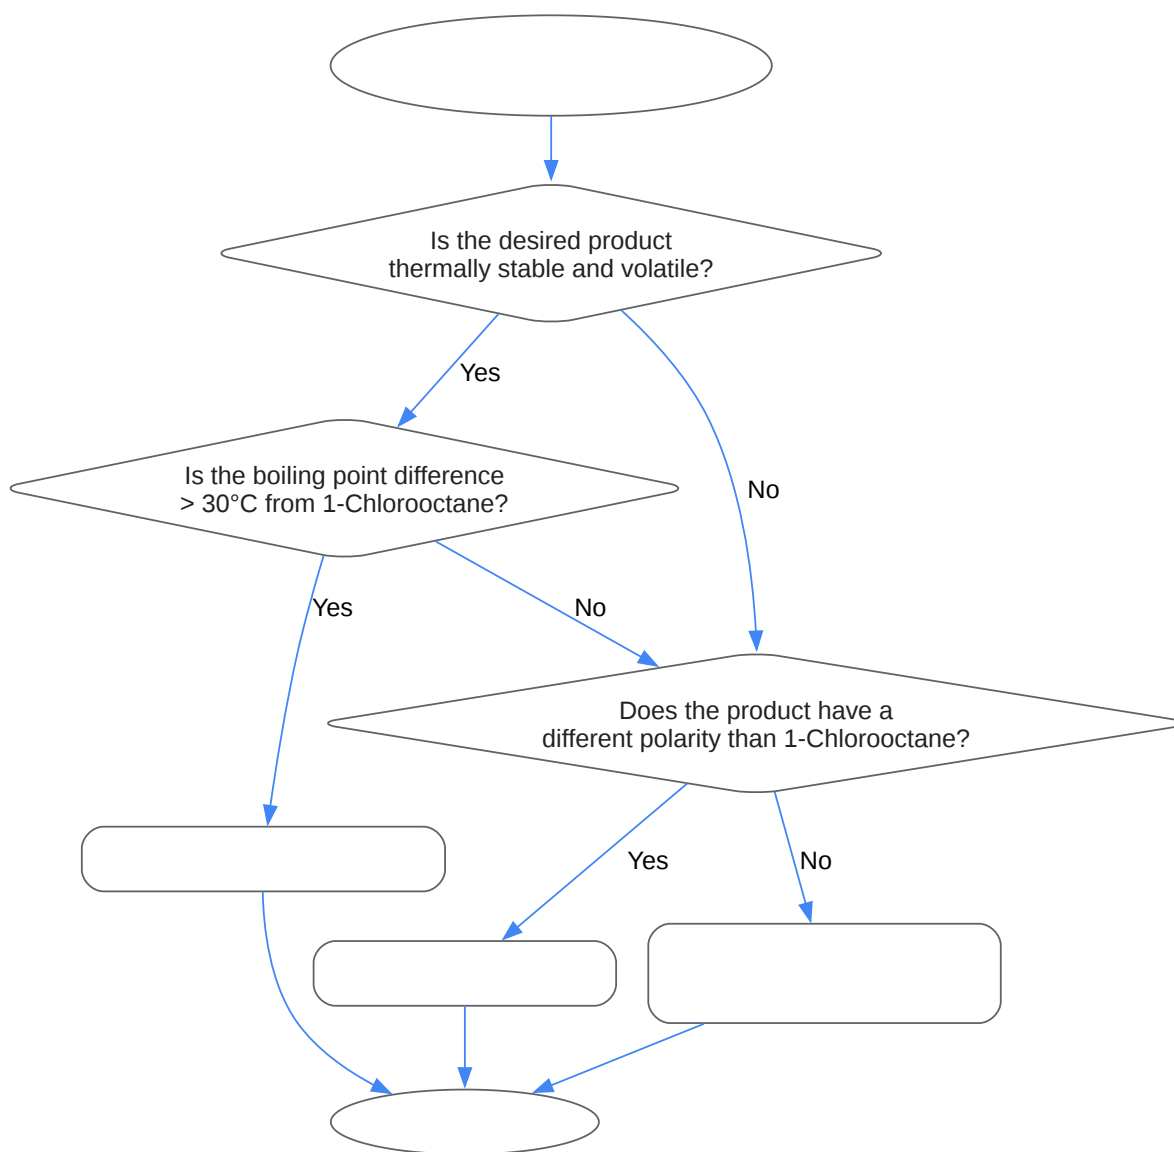 Is the desired product
thermally stable and volatile?
Yes
No
Is the boiling point difference
> 30°C from 1-Chlorooctane?
Yes
No
Does the product have a
different polarity than 1-Chlorooctane?
Yes
No